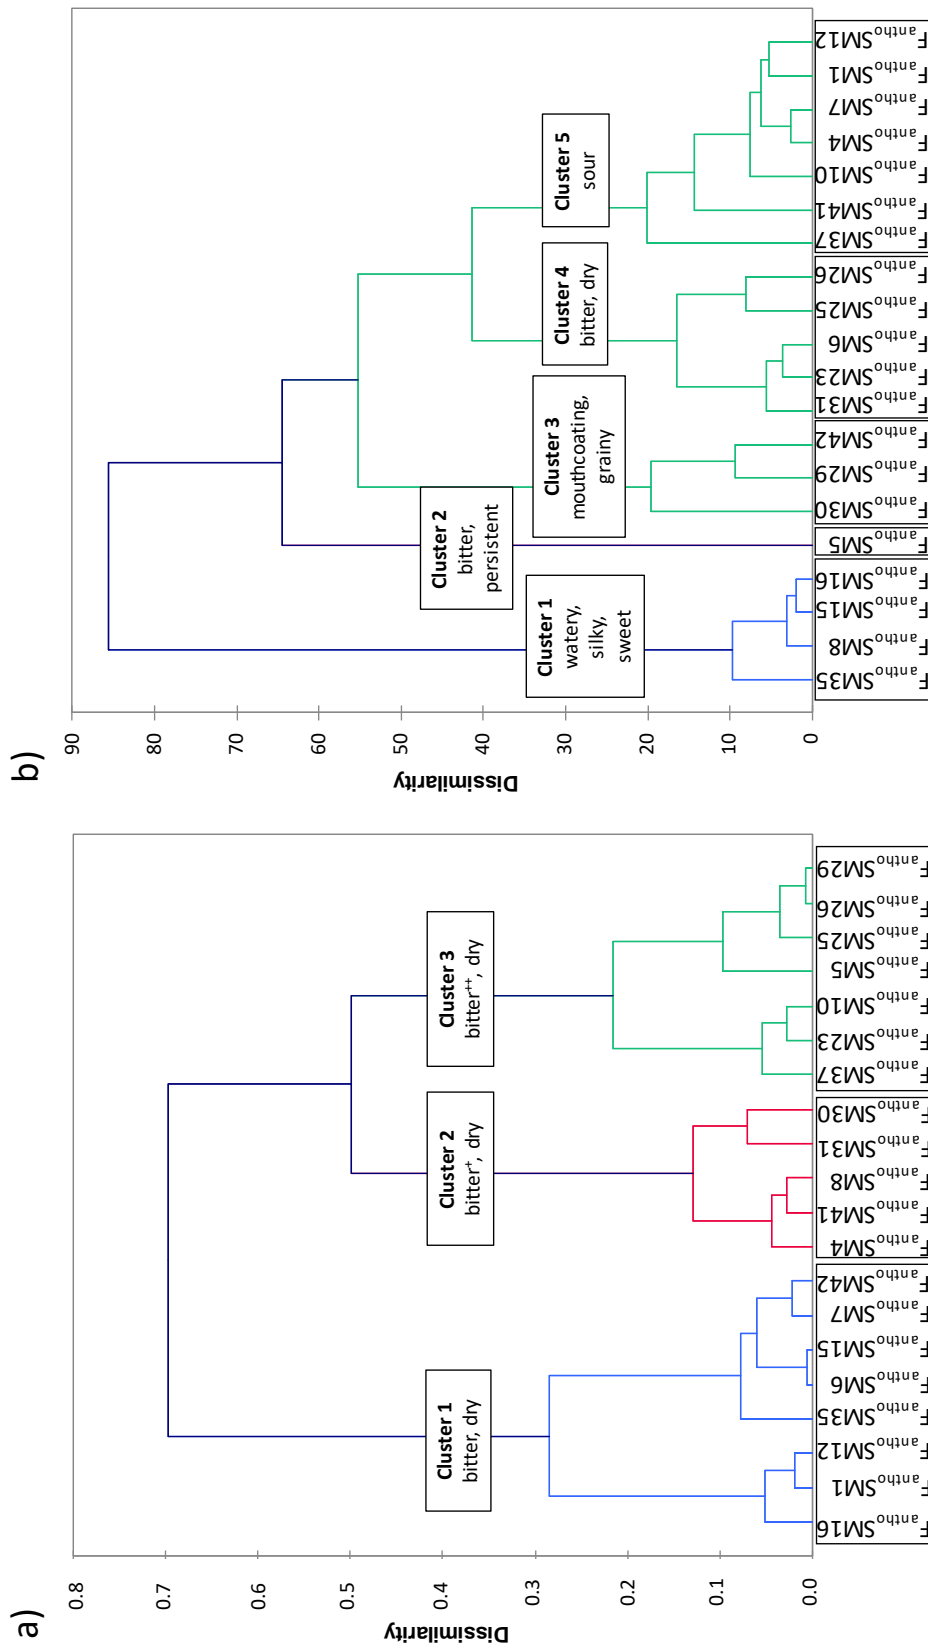 a)
Dissimilarity
0.8
0.7
0.6
0.5
0.4
0.3
0.2
0.1
0.0
Cluster 1
bitter, dry
Cluster 2
bitter⁺, dry
Cluster 3
bitter⁺⁺, dry
FanthoSM16
FanthoSM1
FanthoSM12
FanthoSM35
FanthoSM6
FanthoSM15
FanthoSM7
FanthoSM42
FanthoSM4
FanthoSM41
FanthoSM8
FanthoSM31
FanthoSM30
FanthoSM37
FanthoSM23
FanthoSM10
FanthoSM5
FanthoSM25
FanthoSM26
FanthoSM29
b)
Dissimilarity
90
80
70
60
50
40
30
20
10
0
Cluster 1
watery,
silky,
sweet
Cluster 2
bitter,
persistent
Cluster 3
mouthcoating,
grainy
Cluster 4
bitter, dry
Cluster 5
sour
FanthoSM35
FanthoSM8
FanthoSM15
FanthoSM16
FanthoSM5
FanthoSM30
FanthoSM29
FanthoSM42
FanthoSM31
FanthoSM23
FanthoSM6
FanthoSM25
FanthoSM26
FanthoSM37
FanthoSM41
FanthoSM10
FanthoSM4
FanthoSM7
FanthoSM1
FanthoSM12